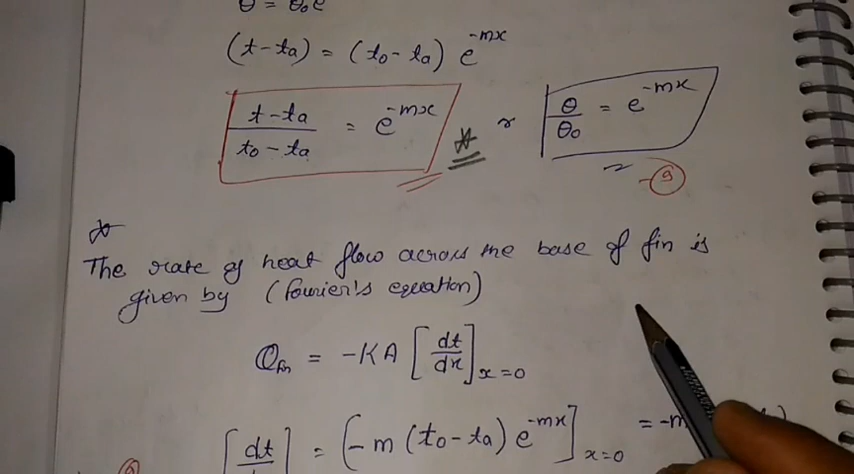 θ = θ₀e
(t-ta) = (to-ta) e^-mx
t-ta / to-ta = e^-mx or θ/θ₀ = e^-mx
-⑨
The rate of heat flow across the base of fin is
given by (Fourier's equation)
Qfin = -KA [dt/dx]x=0
[dt/ ] = (-m (to-ta) e^-mx]x=0 = -m